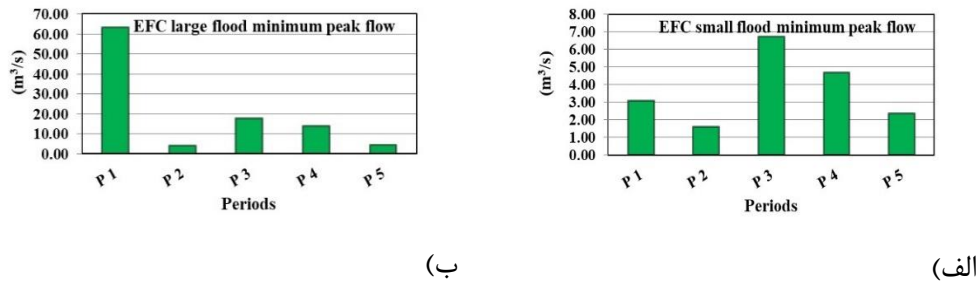 EFC large flood minimum peak flow
(m³/s)
70.00
60.00
50.00
40.00
30.00
20.00
10.00
0.00
P 1
P 2
P 3
P 4
P 5
Periods
ب)
EFC small flood minimum peak flow
(m³/s)
8.00
7.00
6.00
5.00
4.00
3.00
2.00
1.00
0.00
P 1
P 2
P 3
P 4
P 5
Periods
الف)